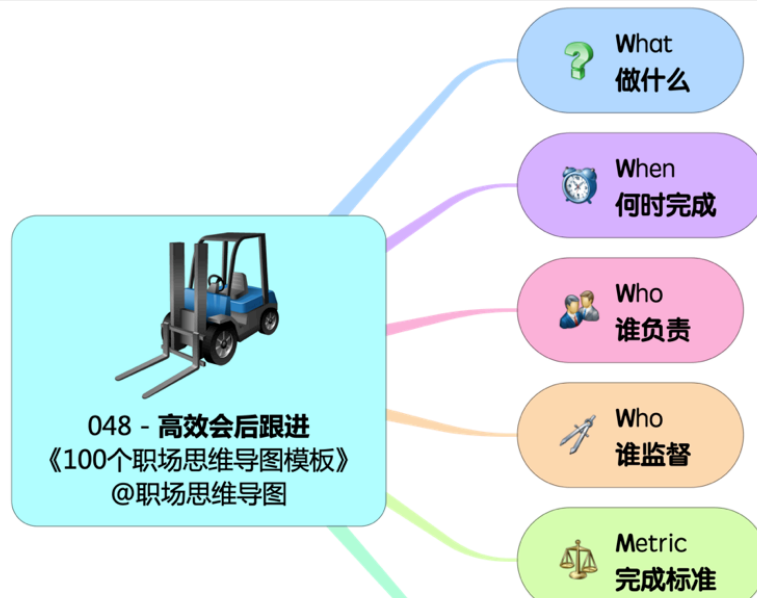 What
做什么
When
何时完成
Who
谁负责
Who
谁监督
Metric
完成标准
048 - 高效会后跟进
《100个职场思维导图模板》
@职场思维导图